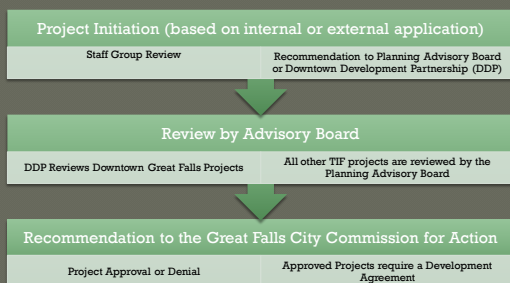 Project Initiation (based on internal or external application)
Staff Group Review
Recommendation to Planning Advisory Board
or Downtown Development Partnership (DDP)
Review by Advisory Board
DDP Reviews Downtown Great Falls Projects
All other TIF projects are reviewed by the
Planning Advisory Board
Recommendation to the Great Falls City Commission for Action
Project Approval or Denial
Approved Projects require a Development
Agreement